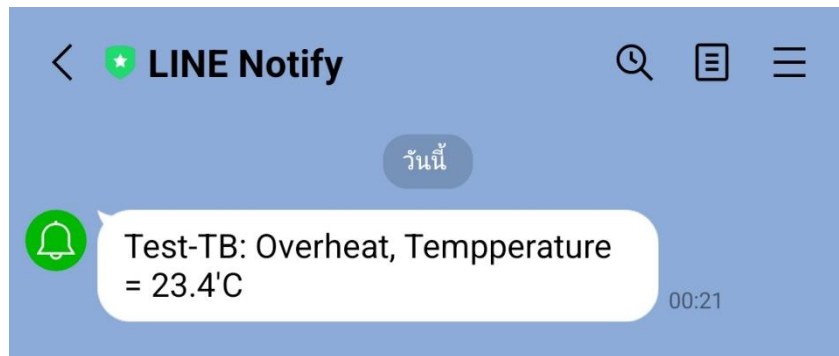 LINE Notify
วันนี้
Test-TB: Overheat, Tempperature
= 23.4'C
00:21